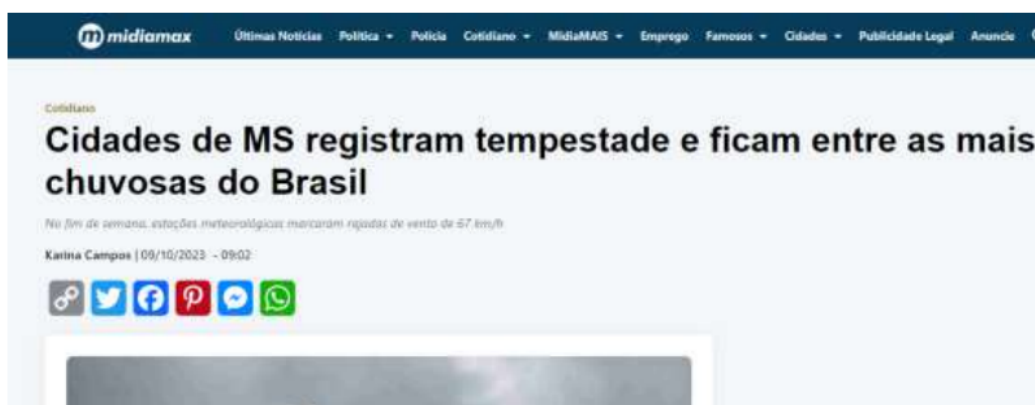 midiamax Últimas Notícias Política Polícia Cotidiano MidiaMAIS Emprego Famosos Cidades Publicidade Legal Anuncie
Cotidiano
Cidades de MS registram tempestade e ficam entre as mais
chuvosas do Brasil
No fim de semana, estações meteorológicas marcaram rajadas de vento de 67 km/h
Karina Campos | 09/10/2023 - 09:02